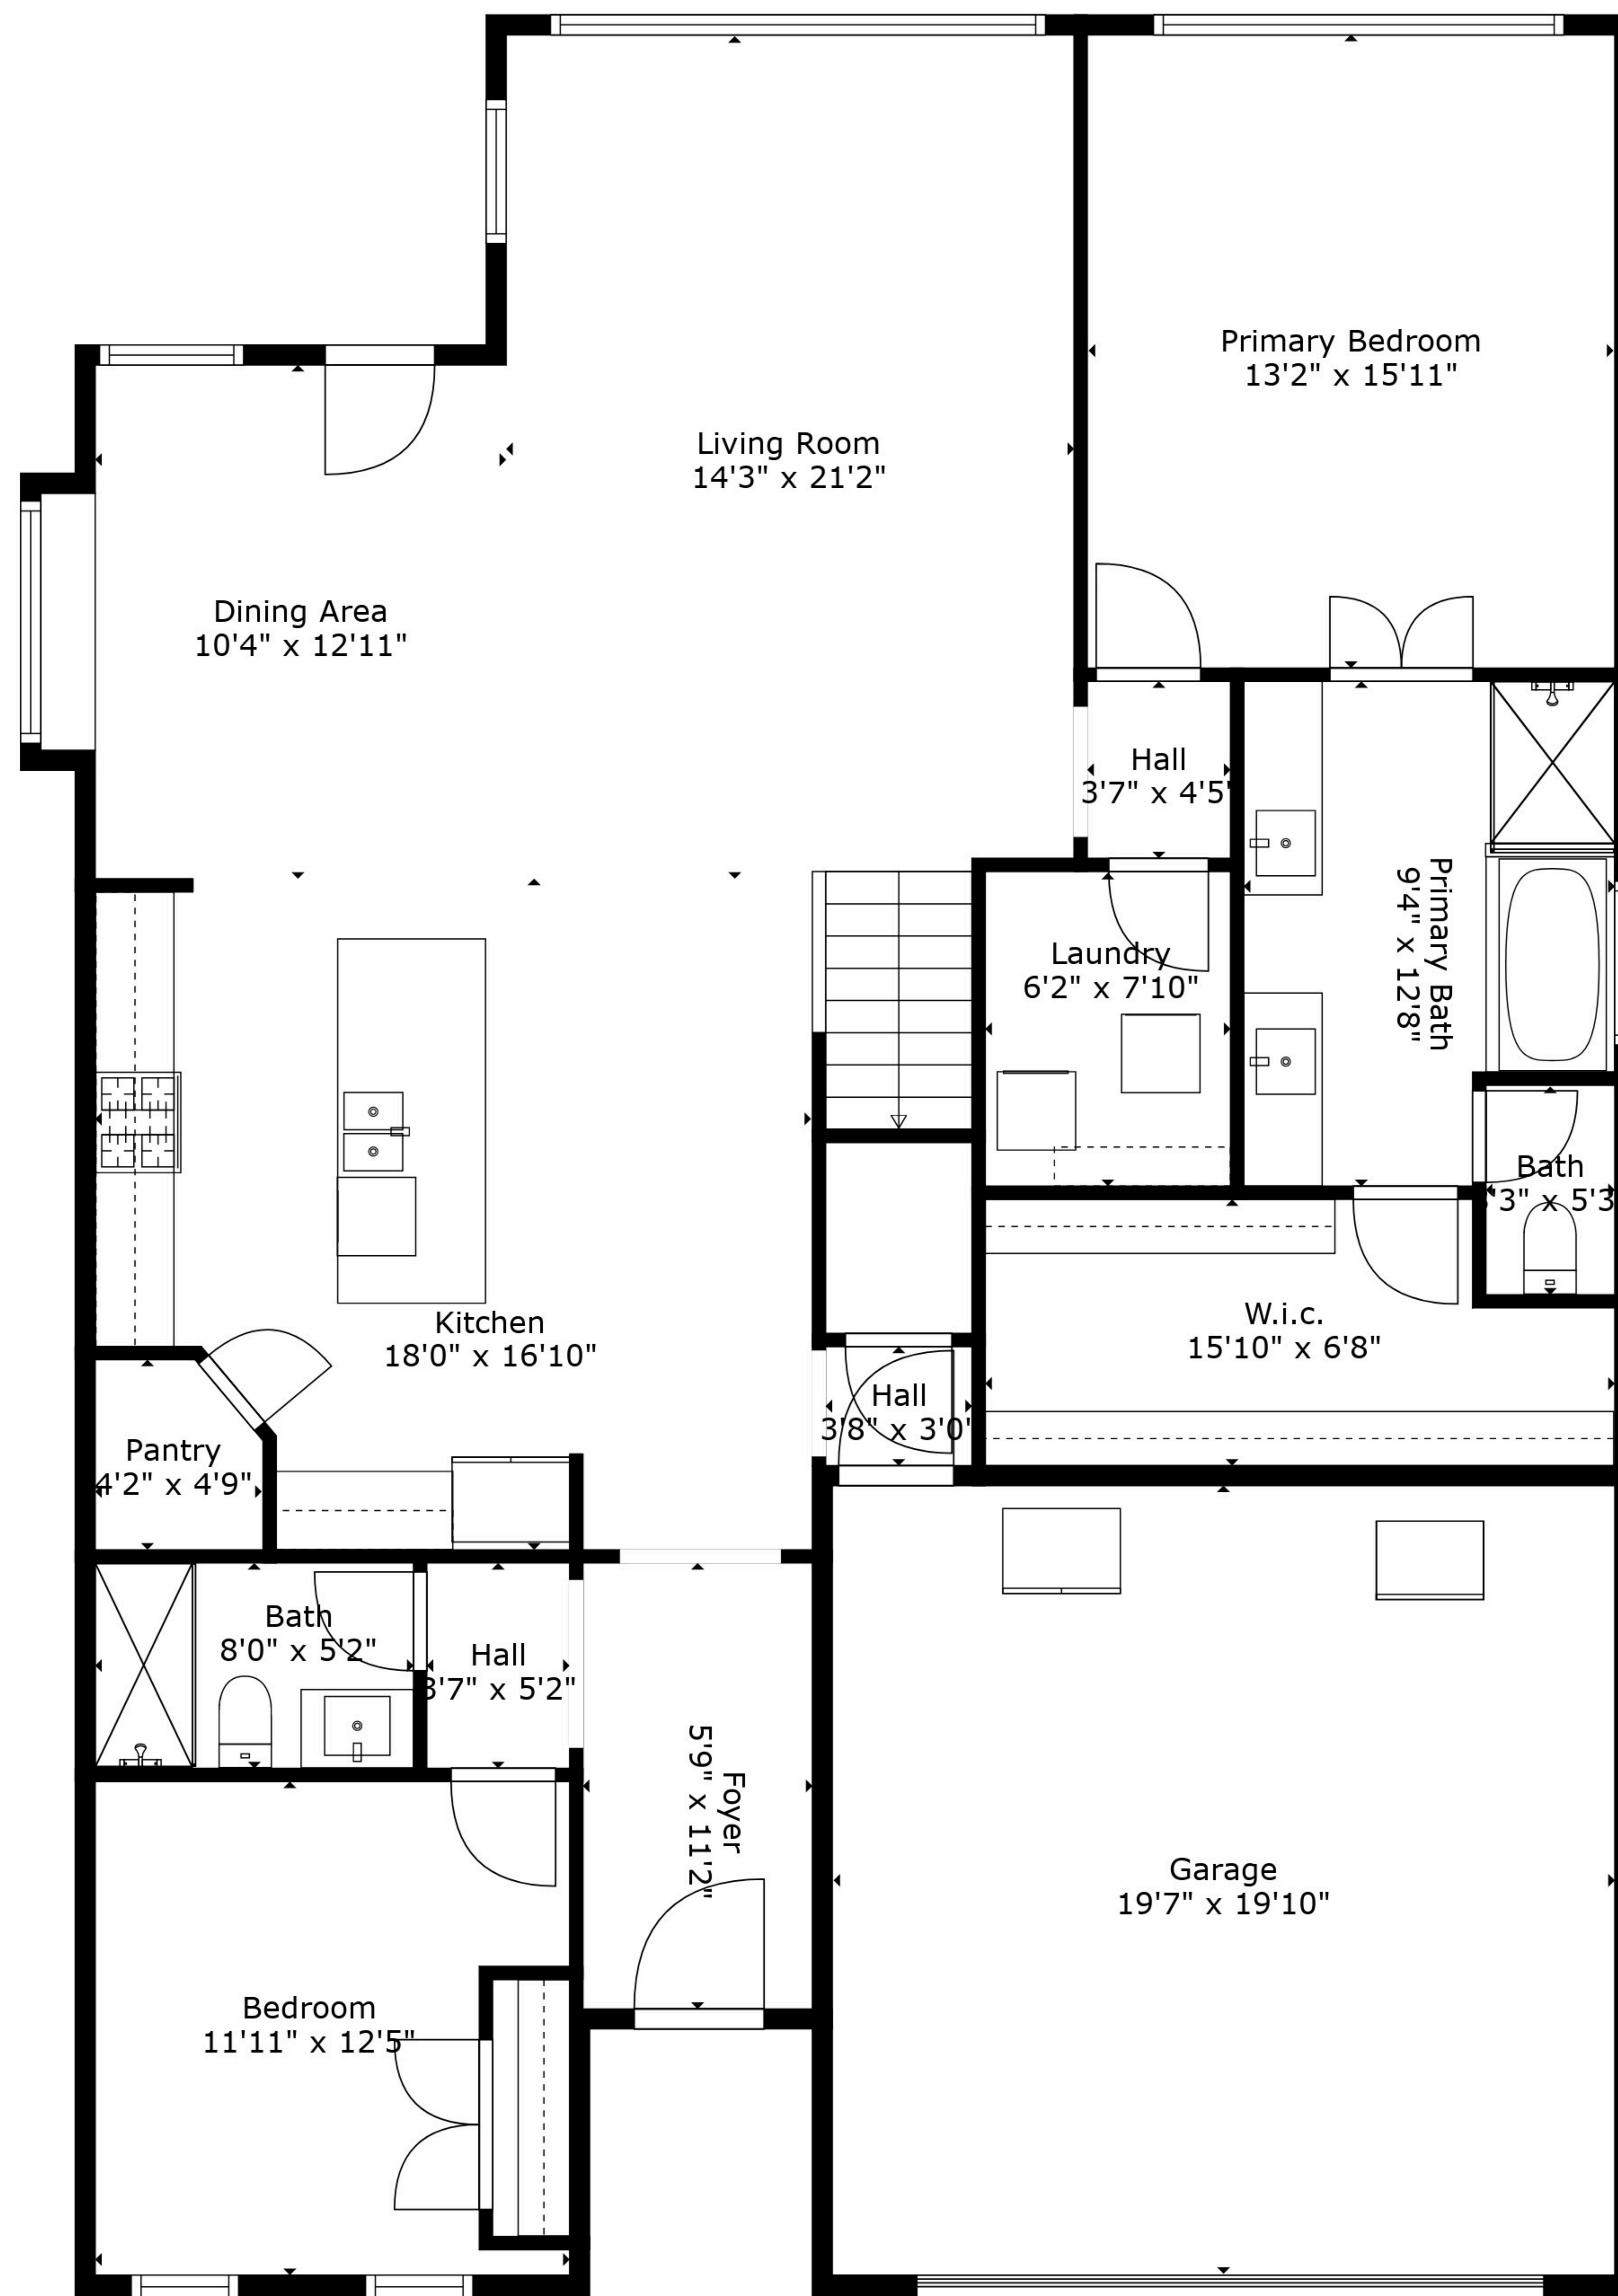 Primary Bedroom
13'2" x 15'11"
Living Room
14'3" x 21'2"
Dining Area
10'4" x 12'11"
Hall
3'7" x 4'5"
Primary Bath
9'4" x 12'8"
Laundry
6'2" x 7'10"
Bath
'3" x 5'3
W.i.c.
15'10" x 6'8"
Kitchen
18'0" x 16'10"
Hall
3'8" x 3'0"
Pantry
4'2" x 4'9"
Bath
8'0" x 5'2"
Hall
3'7" x 5'2"
Foyer
5'9" x 11'2"
Garage
19'7" x 19'10"
Bedroom
11'11" x 12'5"